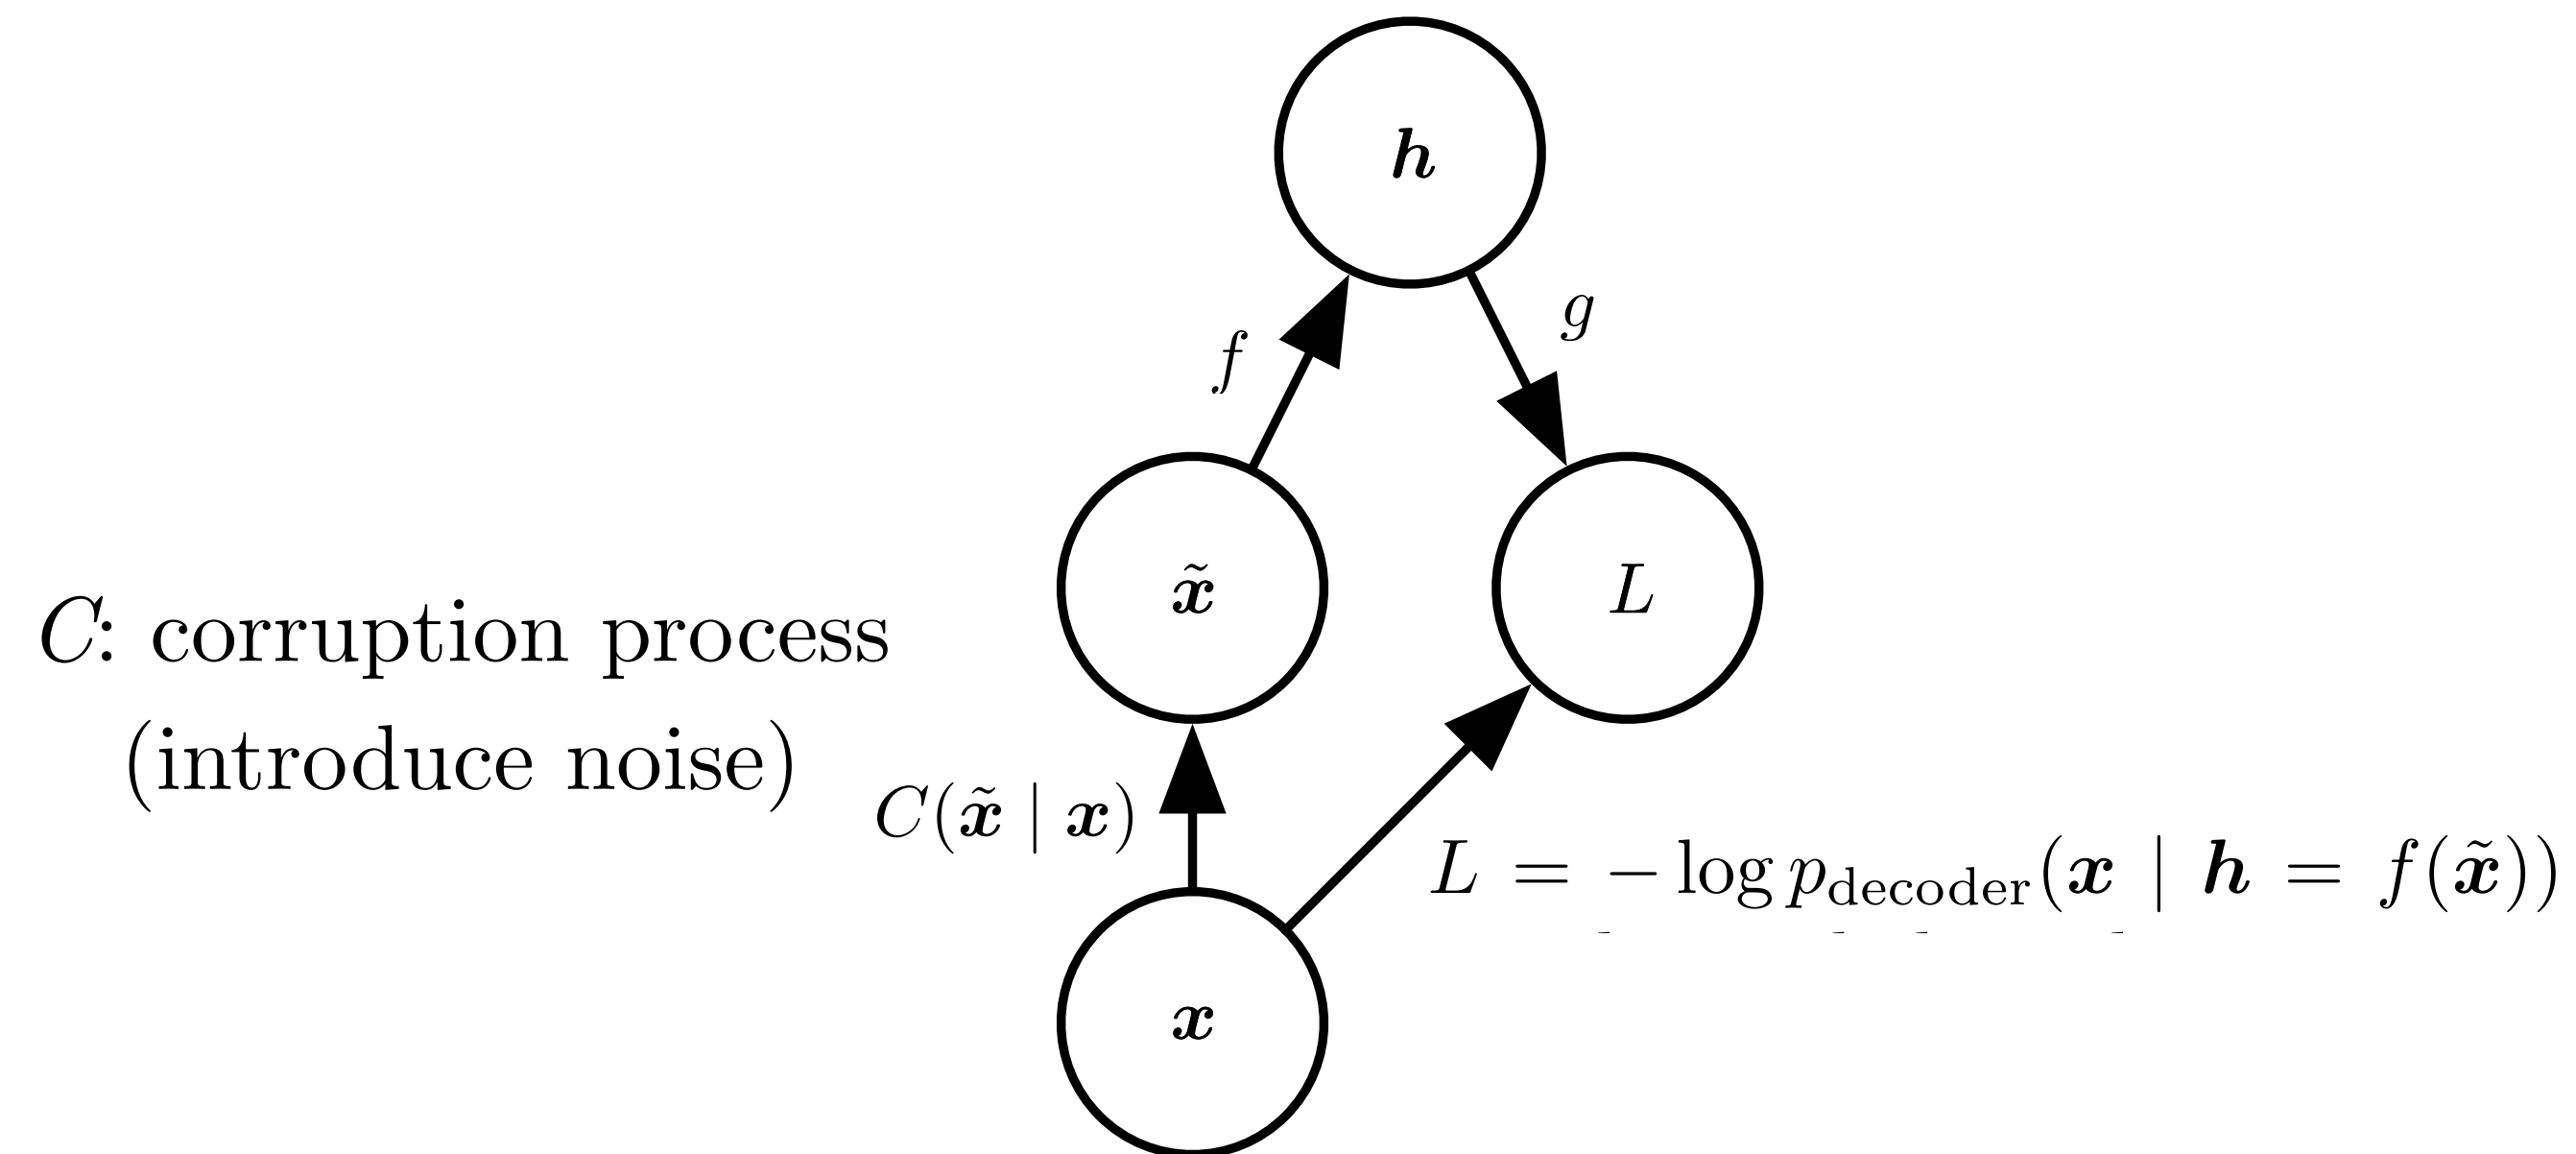 h
f
g
x̃
L
C: corruption process
(introduce noise)
C(x̃ | x)
L = − log p_decoder(x | h = f(x̃))
x